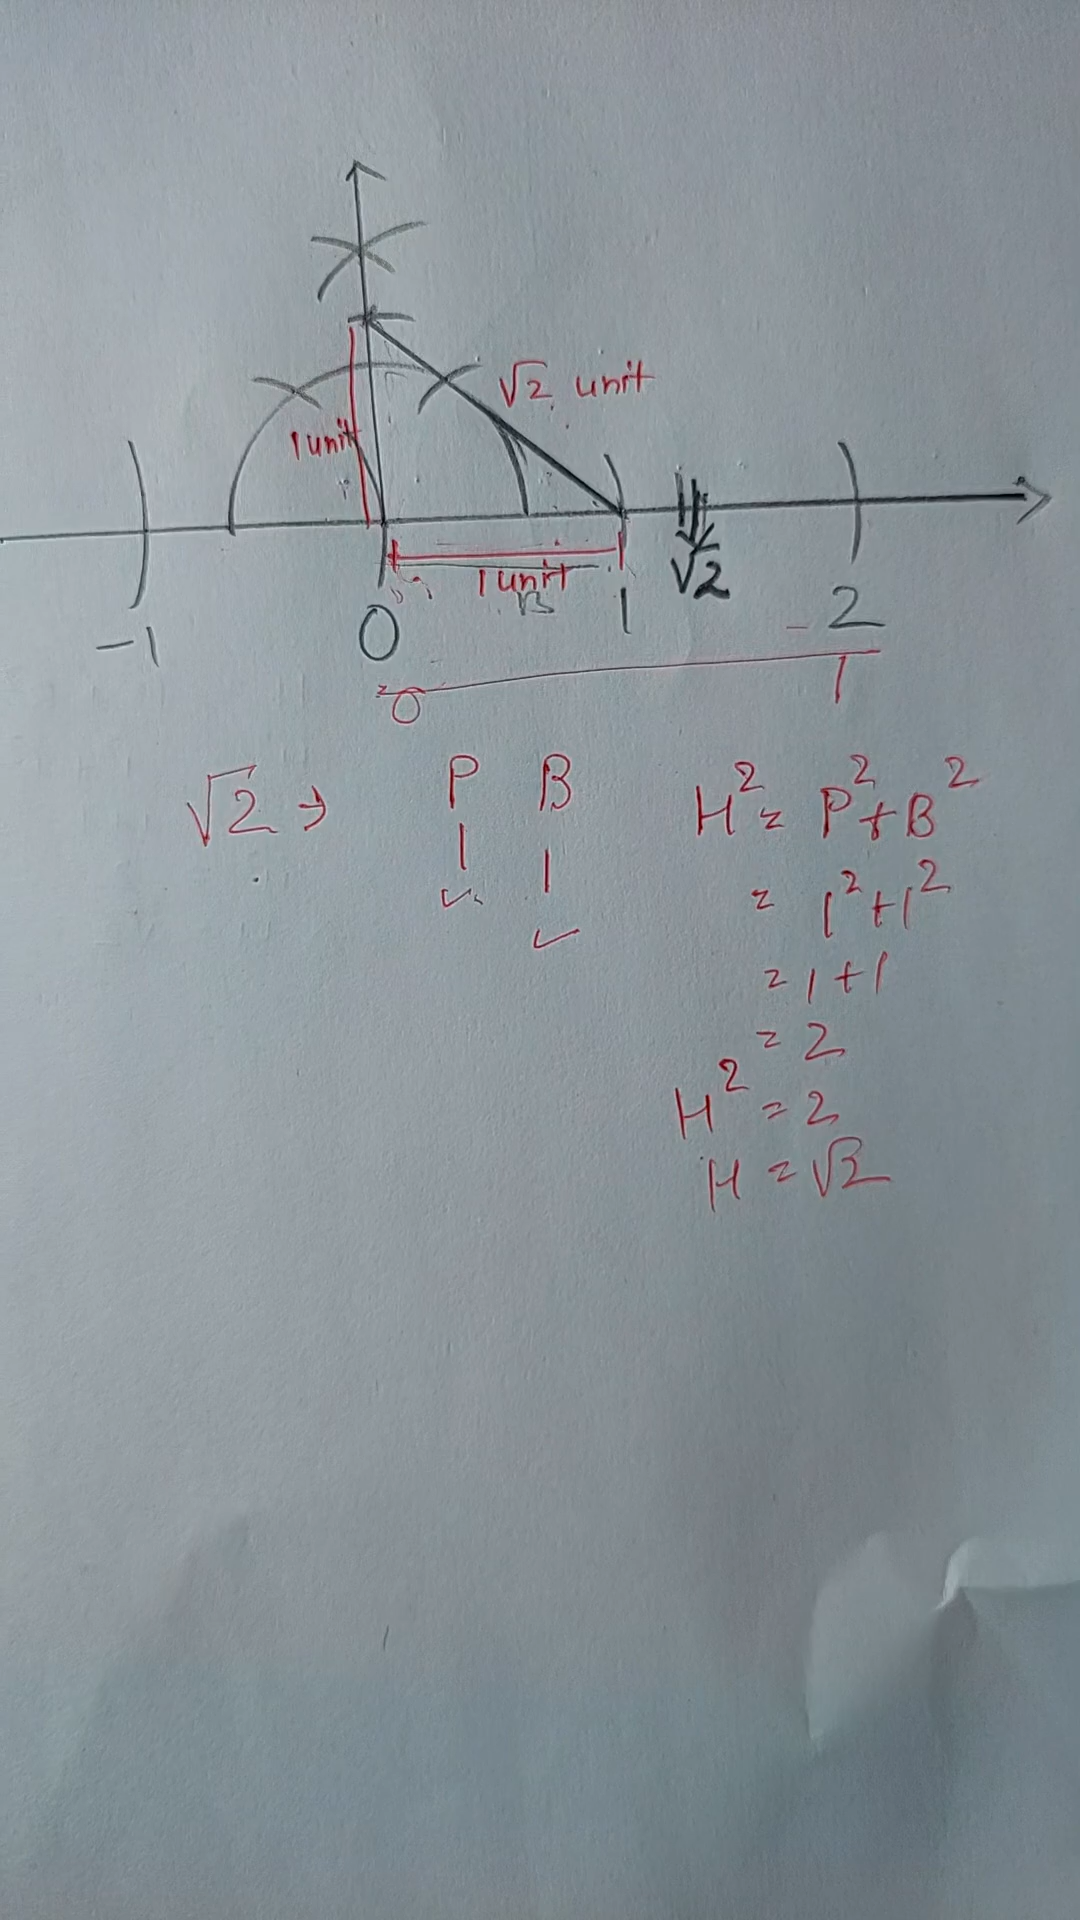 √2 unit
1 unit
1 unit
√2
-1 0 1 2
0 1
√2 → P B
1 1
H² = P² + B²
= 1² + 1²
= 1 + 1
= 2
H² = 2
H = √2